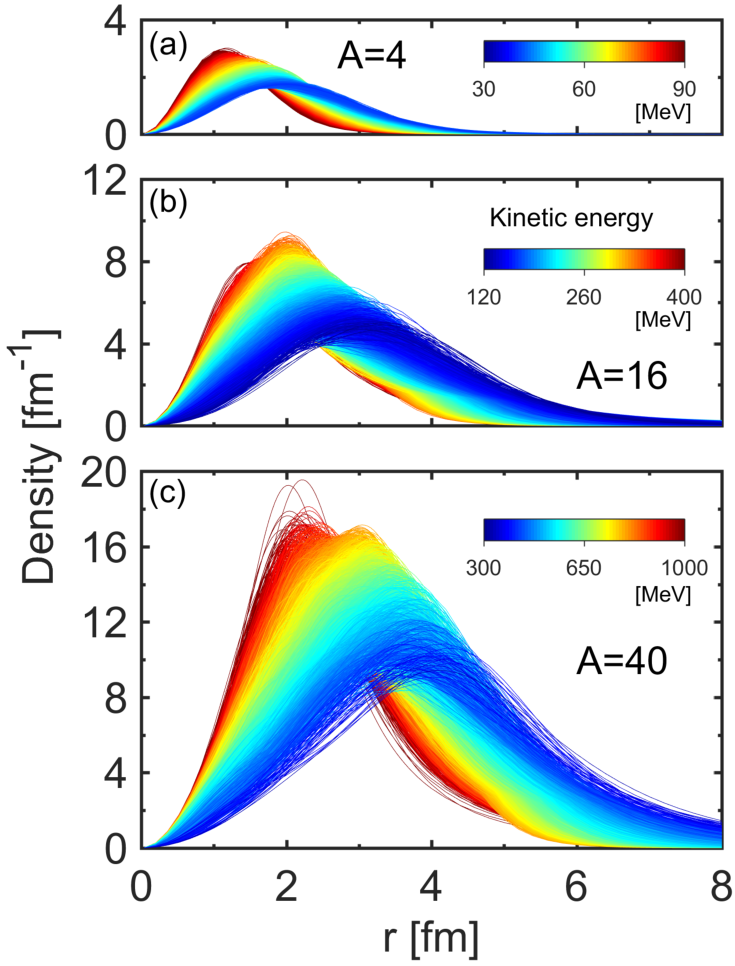 4
(a)
A=4
2
30 60 90
[MeV]
0
12
(b)
Kinetic energy
8
120 260 400
[MeV]
4
A=16
0
Density [fm⁻¹]
20
(c)
16
300 650 1000
[MeV]
12
A=40
8
4
0
0 2 4 6 8
r [fm]